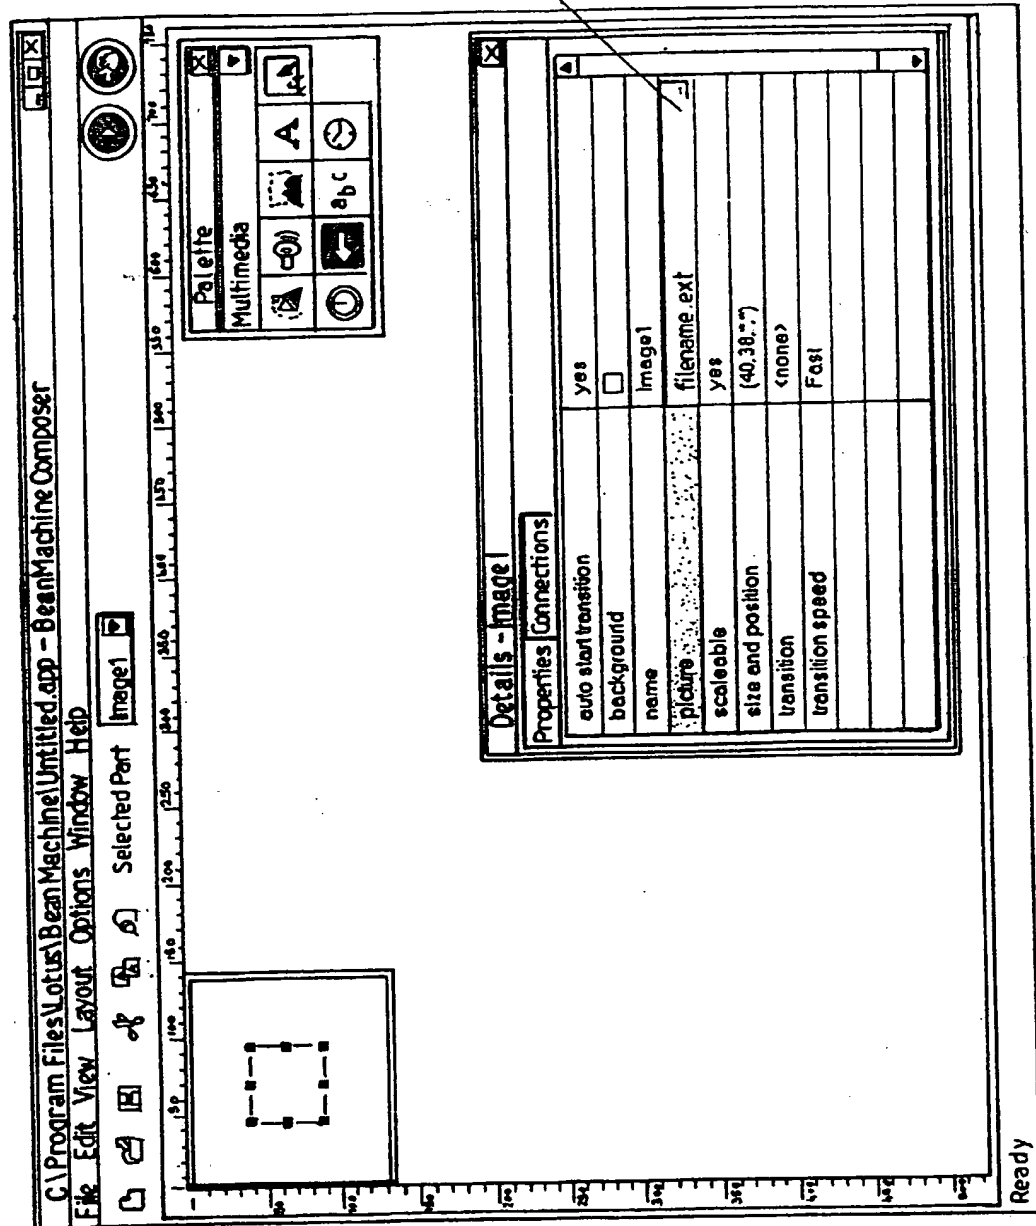 C:\Program Files\Lotus\BeanMachine\Untitled.app - BeanMachine Composer
File Edit View Layout Options Window Help
Selected Part Image1
Palette
Multimedia
A
abc
Details - Image1
Properties Connections
auto start transition yes
background
name Image1
picture filename.ext
scaleable yes
size and position (40,38,*,*)
transition <none>
transition speed Fast
Ready